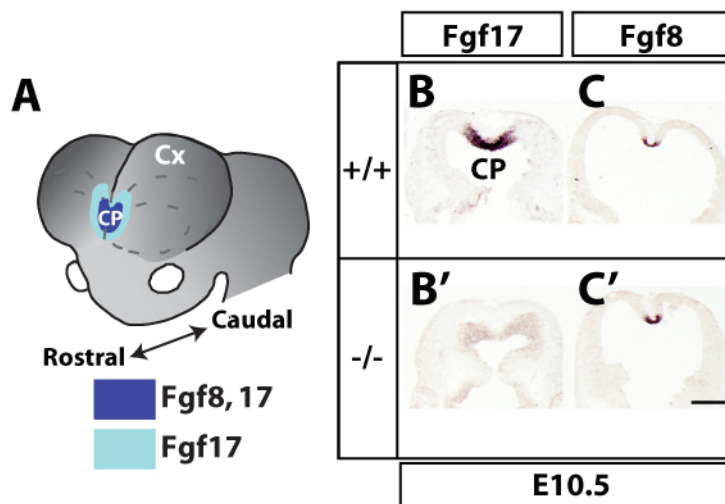 A
Cx
CP
Caudal
Rostral
Fgf8, 17
Fgf17
Fgf17 Fgf8
+/+
B C
CP
-/-
B′ C′
E10.5